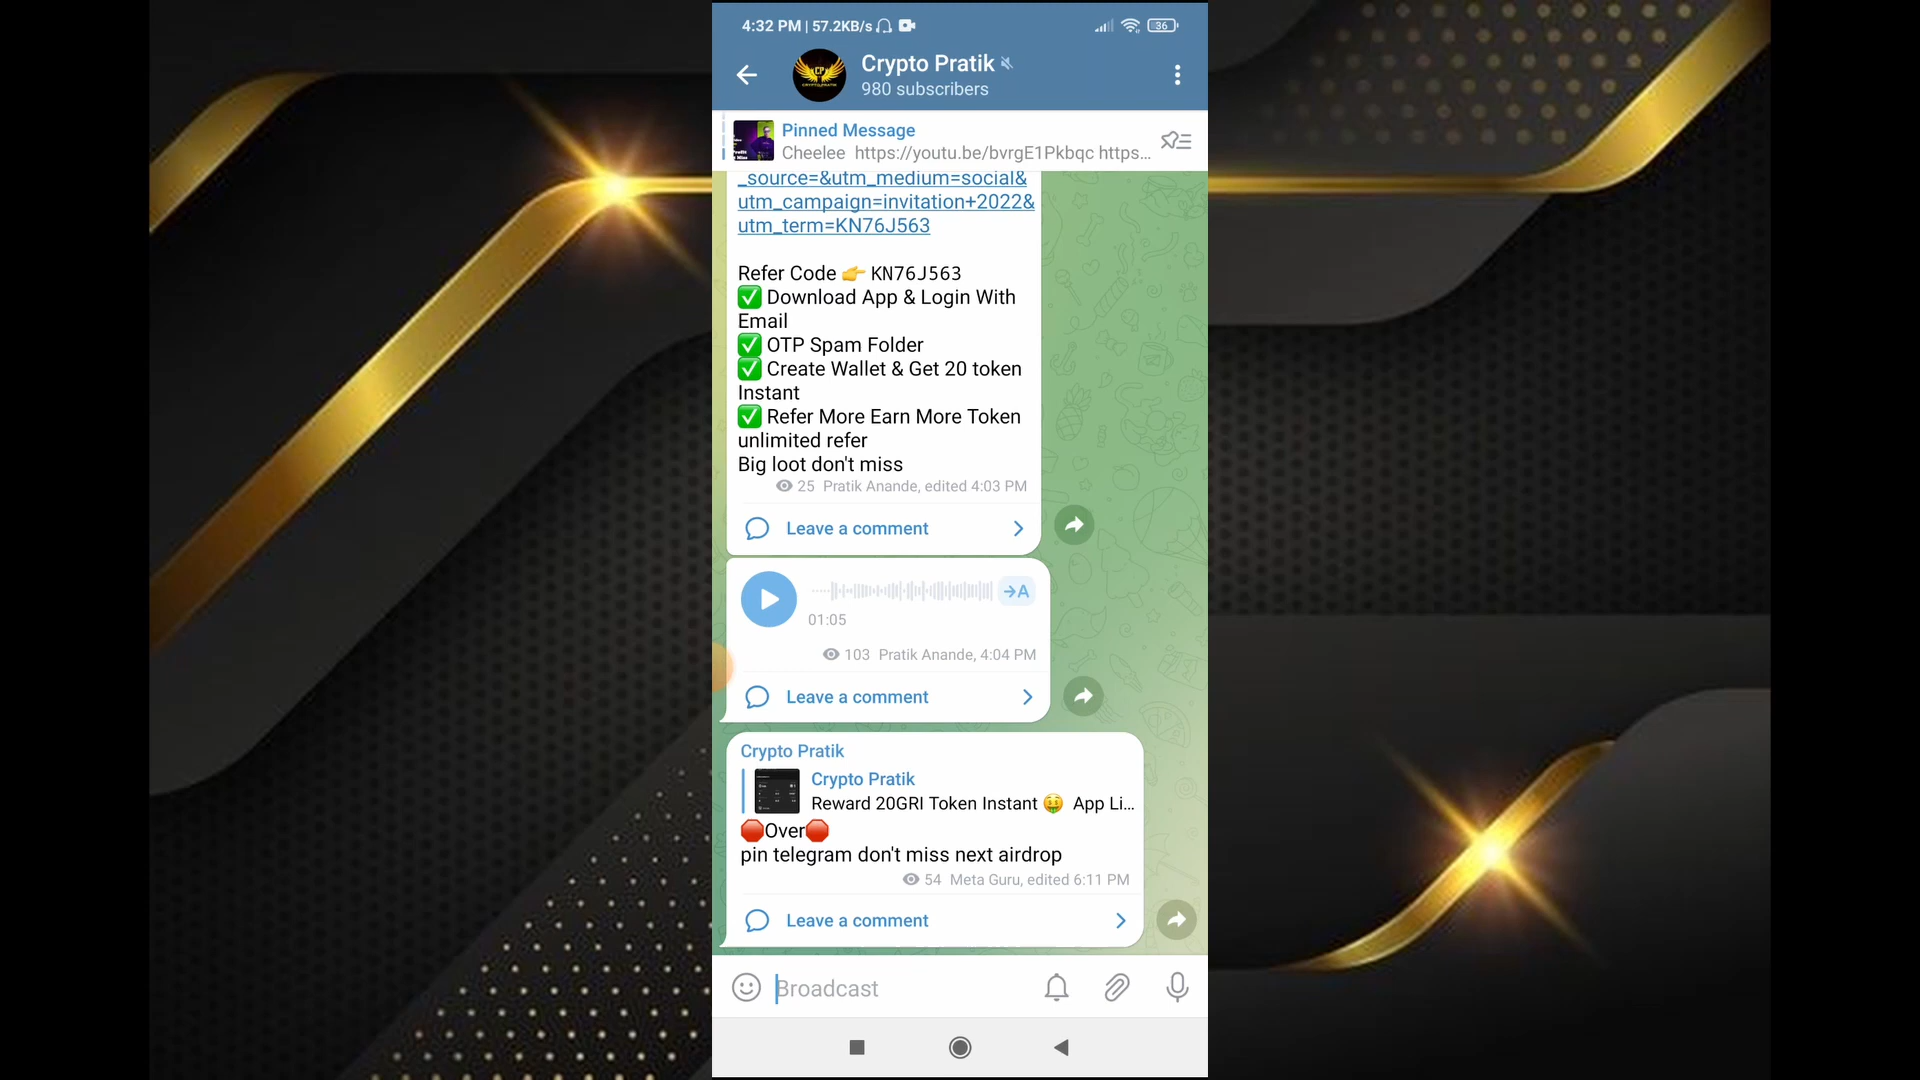 4:32 PM | 57.2KB/s
36
CP
Crypto Pratik
980 subscribers
Pinned Message
Cheelee https://youtu.be/bvrgE1Pkbqc https...
_source=&utm_medium=social&
utm_campaign=invitation+2022&
utm_term=KN76J563
Refer Code 👉 KN76J563
✅ Download App & Login With
Email
✅ OTP Spam Folder
✅ Create Wallet & Get 20 token
Instant
✅ Refer More Earn More Token
unlimited refer
Big loot don't miss
25 Pratik Anande, edited 4:03 PM
Leave a comment
→A
01:05
103 Pratik Anande, 4:04 PM
Leave a comment
Crypto Pratik
Crypto Pratik
Reward 20GRI Token Instant 🤑 App Li...
🛑Over🛑
pin telegram don't miss next airdrop
54 Meta Guru, edited 6:11 PM
Leave a comment
Broadcast